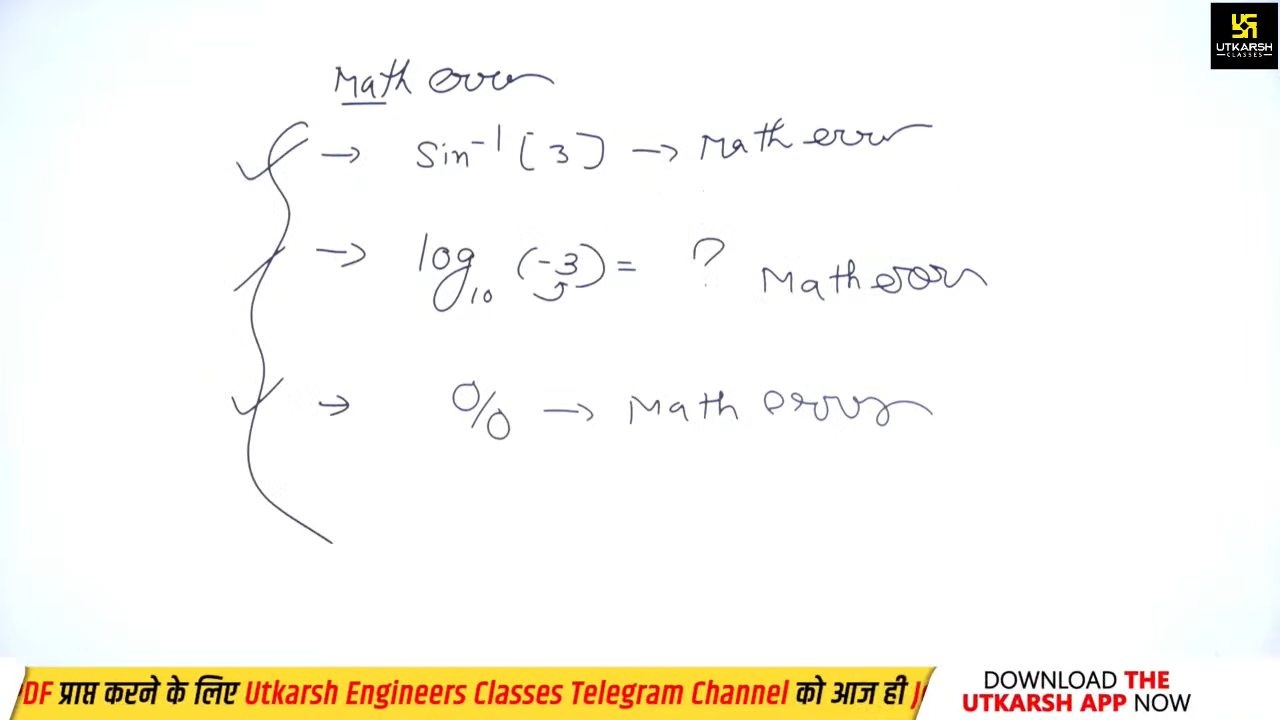 UTKARSH
CLASSES
Math error
→ Sin⁻¹ [3] → Math error
→ log₁₀ (-3) = ? Math error
→ 0/0 → Math error
DF प्राप्त करने के लिए Utkarsh Engineers Classes Telegram Channel को आज ही
DOWNLOAD THE
UTKARSH APP NOW